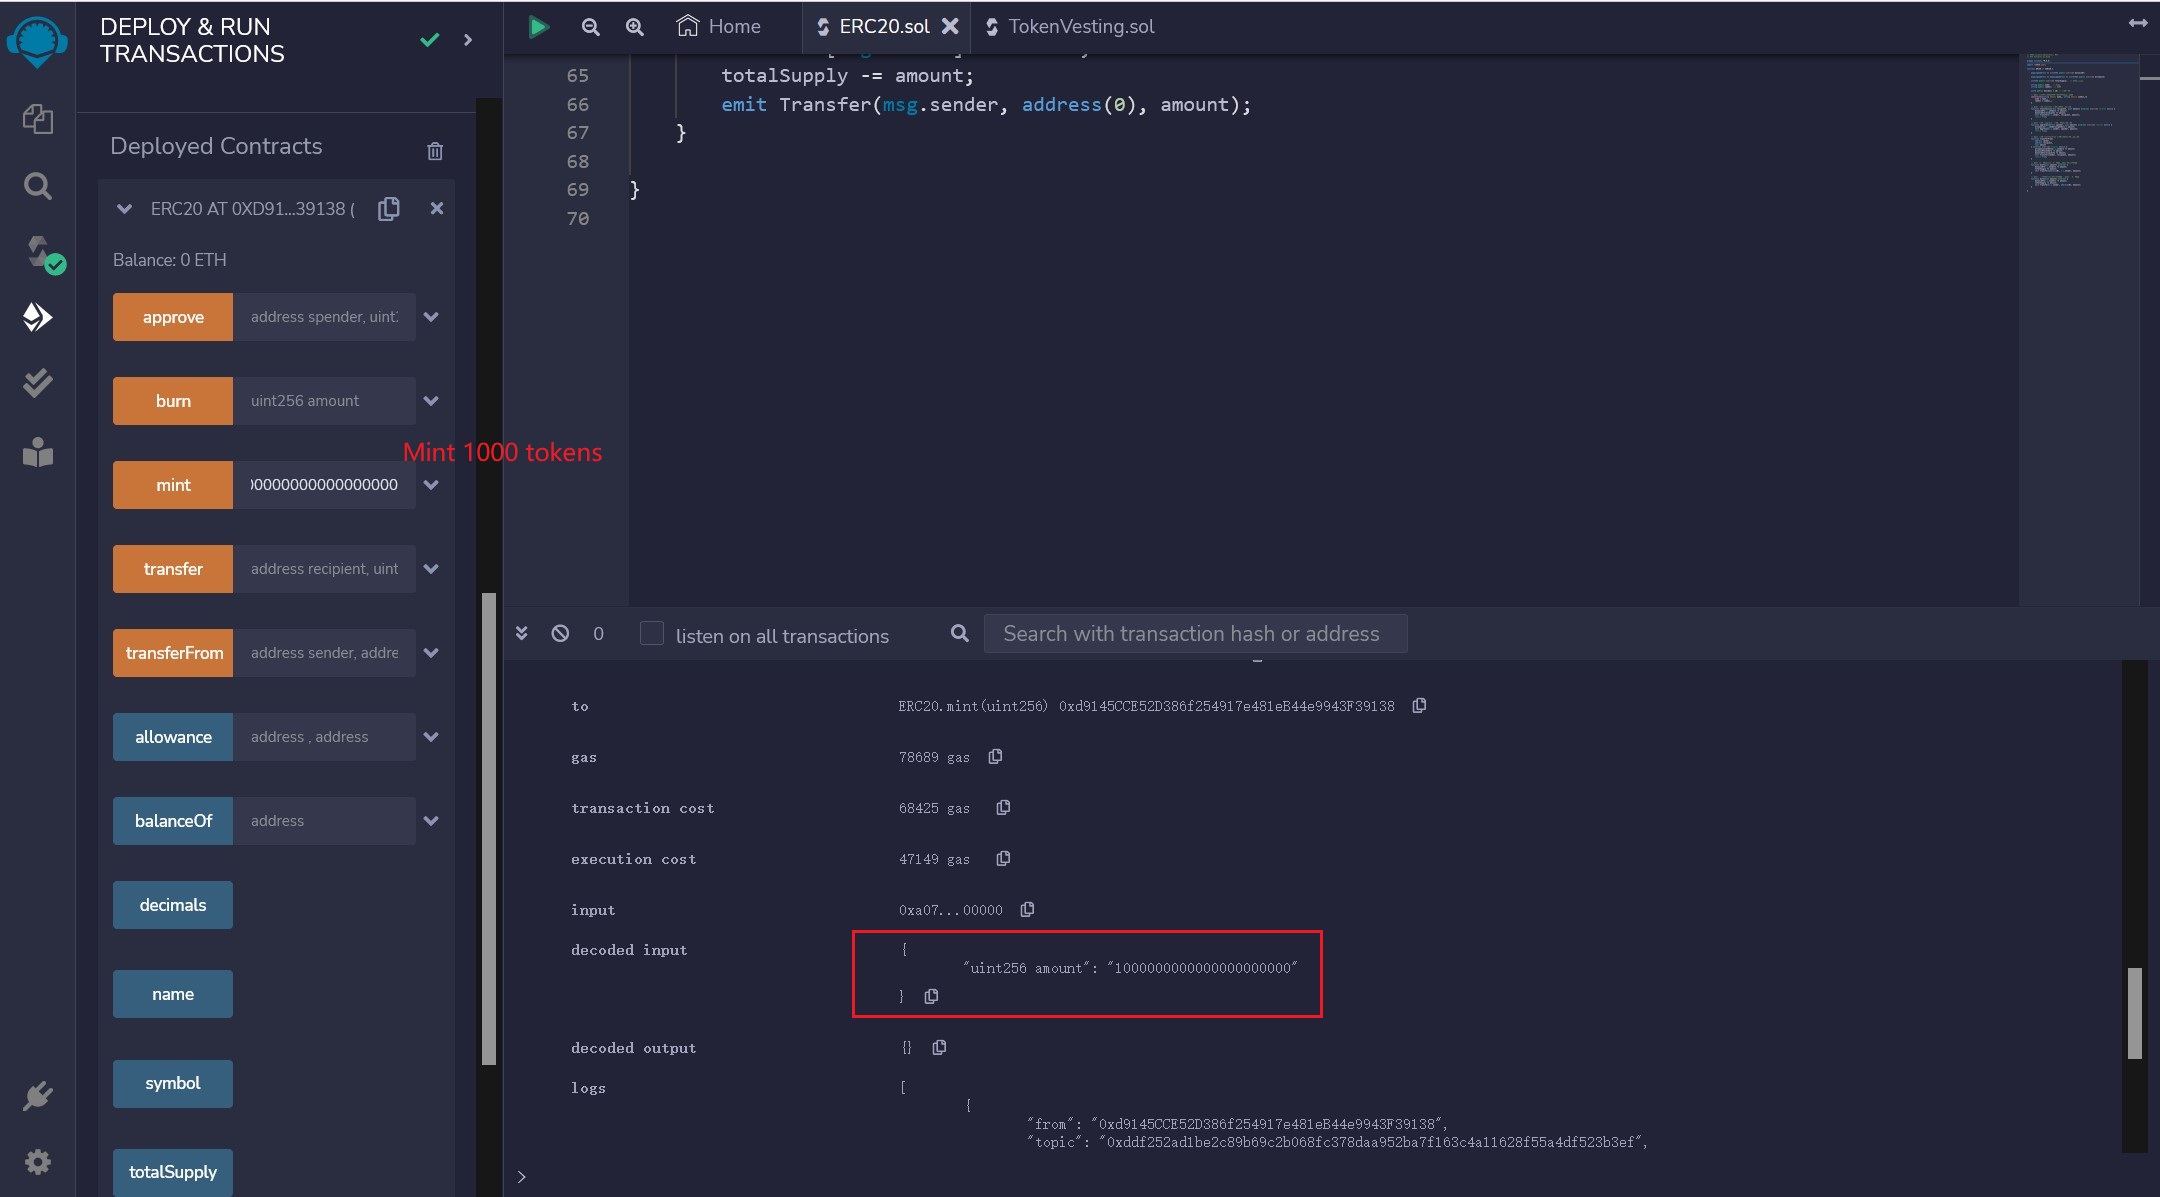 DEPLOY & RUN
TRANSACTIONS
Home
ERC20.sol
TokenVesting.sol
65 totalSupply -= amount;
66 emit Transfer(msg.sender, address(0), amount);
67 }
68
69 }
70
Deployed Contracts
ERC20 AT 0XD91...39138 (
Balance: 0 ETH
approve address spender, uint
burn uint256 amount
Mint 1000 tokens
mint 00000000000000000
transfer address recipient, uint
transferFrom address sender, addre
allowance address , address
balanceOf address
decimals
name
symbol
totalSupply
0 listen on all transactions Search with transaction hash or address
to ERC20.mint(uint256) 0xd9145CCE52D386f254917e481eB44e9943F39138
gas 78689 gas
transaction cost 68425 gas
execution cost 47149 gas
input 0xa07...00000
decoded input {
"uint256 amount": "1000000000000000000000"
}
decoded output {}
logs [
{
"from": "0xd9145CCE52D386f254917e481eB44e9943F39138",
"topic": "0xddf252ad1be2c89b69c2b068fc378daa952ba7f163c4a11628f55a4df523b3ef",
>